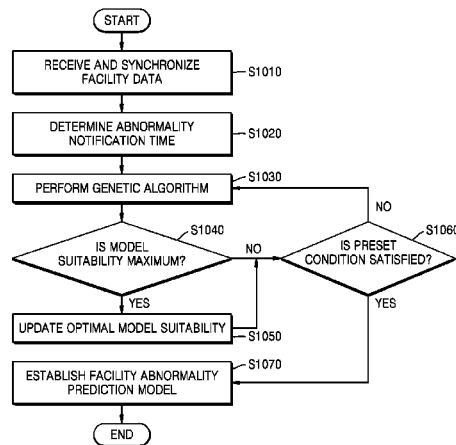 START
RECEIVE AND SYNCHRONIZE
FACILITY DATA
S1010
DETERMINE ABNORMALITY
NOTIFICATION TIME
S1020
PERFORM GENETIC ALGORITHM
S1030
NO
S1040
S1060
IS MODEL
SUITABILITY MAXIMUM?
NO
IS PRESET
CONDITION SATISFIED?
YES
YES
UPDATE OPTIMAL MODEL SUITABILITY
S1050
S1070
ESTABLISH FACILITY ABNORMALITY
PREDICTION MODEL
END